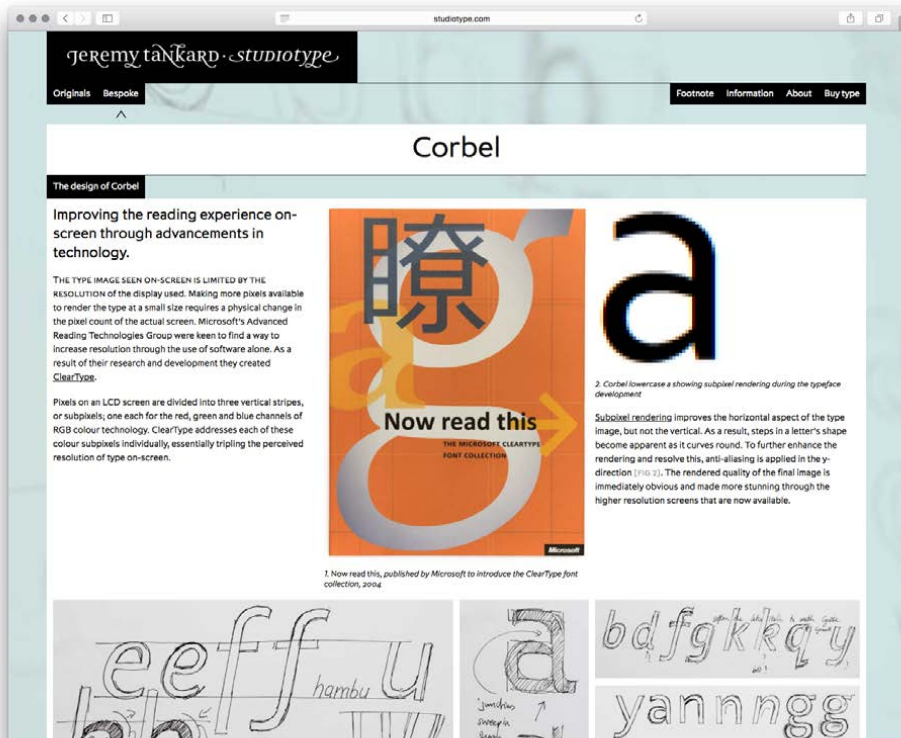 studiotype.com
JEREMY TANKARD · STUDIOTYPE
Originals Bespoke
Footnote Information About Buy type
Corbel
The design of Corbel
Improving the reading experience on-
screen through advancements in
technology.
THE TYPE IMAGE SEEN ON-SCREEN IS LIMITED BY THE
RESOLUTION of the display used. Making more pixels available
to render the type at a small size requires a physical change in
the pixel count of the actual screen. Microsoft's Advanced
Reading Technologies Group were keen to find a way to
increase resolution through the use of software alone. As a
result of their research and development they created
ClearType.
Pixels on an LCD screen are divided into three vertical stripes,
or subpixels; one each for the red, green and blue channels of
RGB colour technology. ClearType addresses each of these
colour subpixels individually, essentially tripling the perceived
resolution of type on-screen.
瞭
a
g
Now read this
THE MICROSOFT CLEARTYPE
FONT COLLECTION
Microsoft
1. Now read this, published by Microsoft to introduce the ClearType font
collection, 2004
a
2. Corbel lowercase a showing subpixel rendering during the typeface
development
Subpixel rendering improves the horizontal aspect of the type
image, but not the vertical. As a result, steps in a letter's shape
become apparent as it curves round. To further enhance the
rendering and resolve this, anti-aliasing is applied in the y-
direction [FIG 2]. The rendered quality of the final image is
immediately obvious and made more stunning through the
higher resolution screens that are now available.
eeffu
hambu
a
junctions
sweep in
bdfgkkqy
yannngg